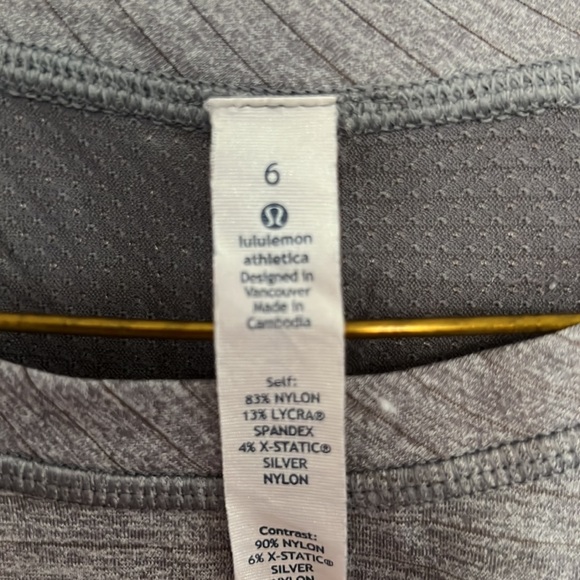 6
lululemon
athletica
Designed in
Vancouver
Made in
Cambodia
Self:
83% NYLON
13% LYCRA®
SPANDEX
4% X-STATIC®
SILVER
NYLON
Contrast:
90% NYLON
6% X-STATIC®
SILVER
NYLON